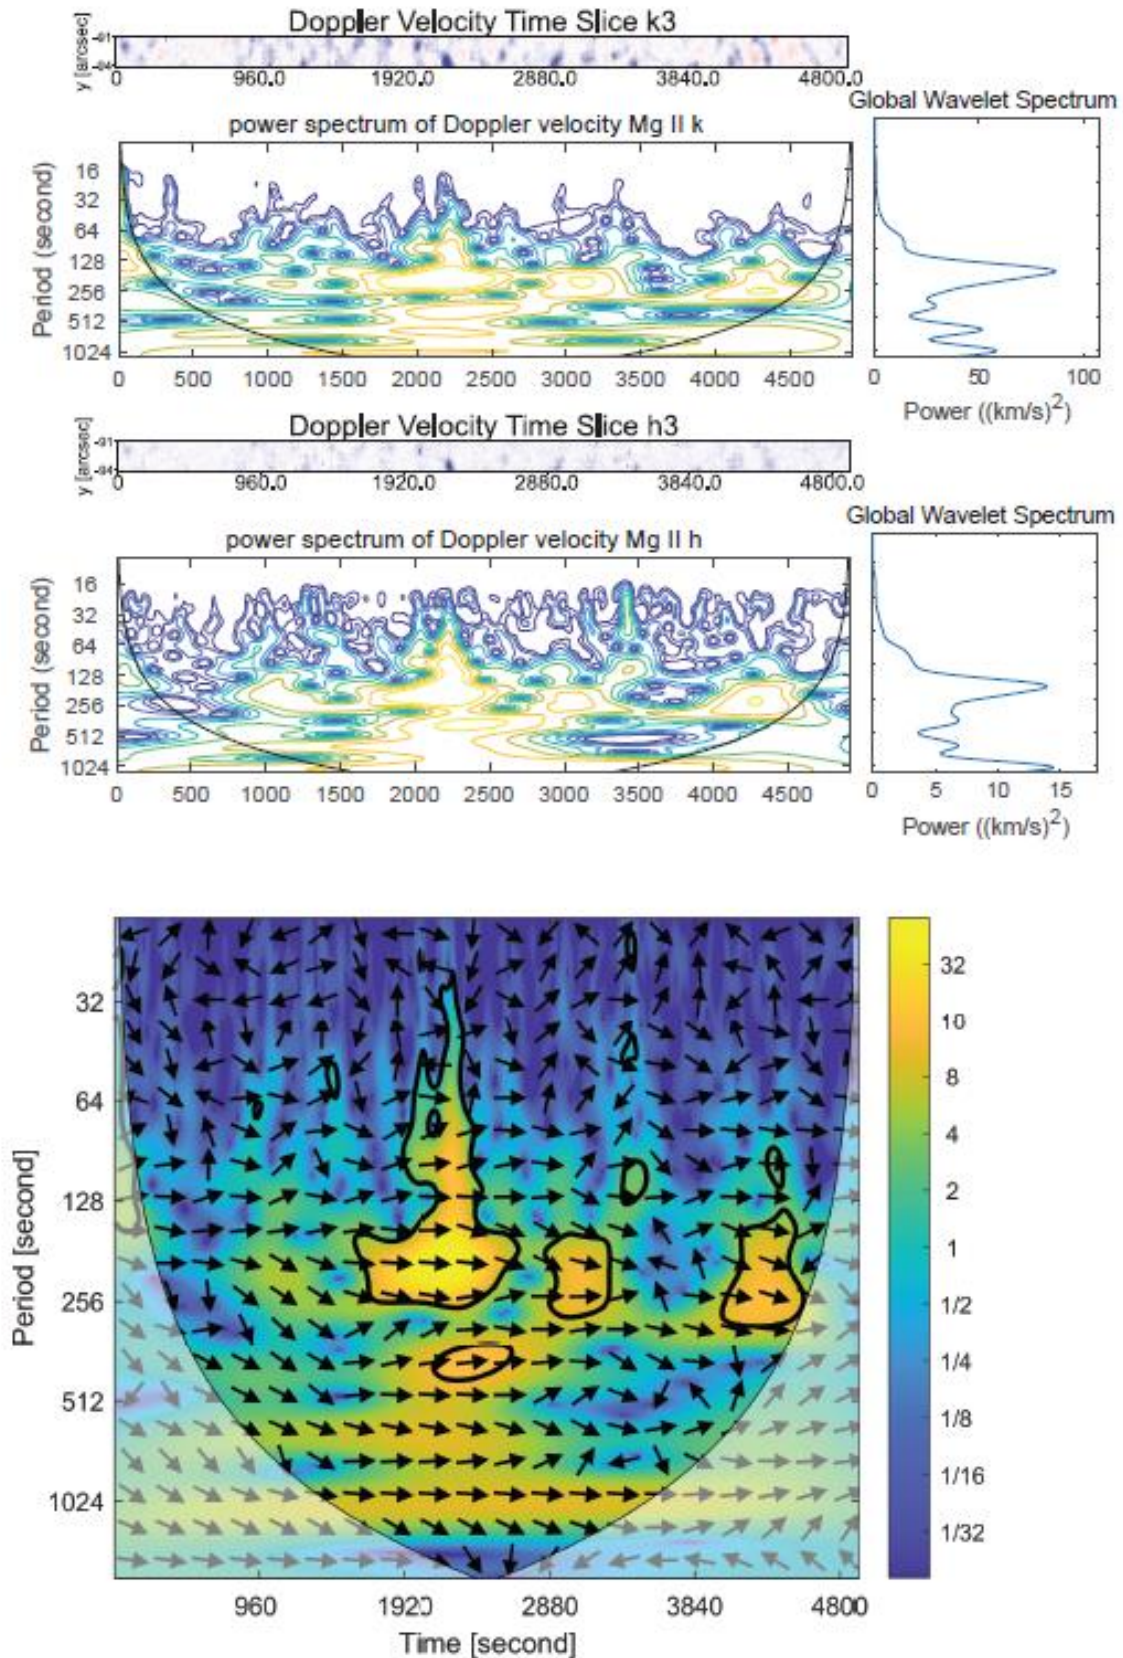 Doppler Velocity Time Slice k3
y [arcsec]
-91
-94
0 960.0 1920.0 2880.0 3840.0 4800.0
Global Wavelet Spectrum
power spectrum of Doppler velocity Mg II k
Period (second)
16
32
64
128
256
512
1024
0 500 1000 1500 2000 2500 3000 3500 4000 4500
0 50 100
Power ((km/s)2)
Doppler Velocity Time Slice h3
y [arcsec]
-91
-94
0 960.0 1920.0 2880.0 3840.0 4800.0
Global Wavelet Spectrum
power spectrum of Doppler velocity Mg II h
Period (second)
16
32
64
128
256
512
1024
0 500 1000 1500 2000 2500 3000 3500 4000 4500
0 5 10 15
Power ((km/s)2)
Period [second]
32
64
128
256
512
1024
960 1920 2880 3840 4800
Time [second]
32
10
8
4
2
1
1/2
1/4
1/8
1/16
1/32